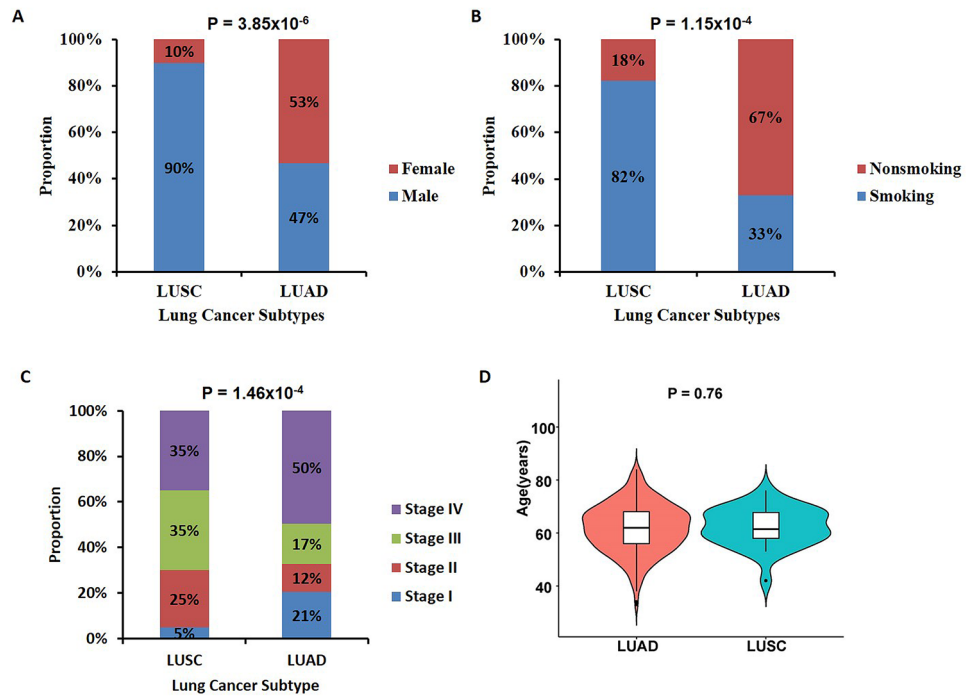 A
P = 3.85x10-6
100%
80%
60%
40%
20%
0%
Proportion
10%
90%
53%
47%
Female
Male
LUSC LUAD
Lung Cancer Subtypes
B
P = 1.15x10-4
100%
80%
60%
40%
20%
0%
Proportion
18%
82%
67%
33%
Nonsmoking
Smoking
LUSC LUAD
Lung Cancer Subtypes
C
P = 1.46x10-4
100%
80%
60%
40%
20%
0%
Proportion
35%
35%
25%
5%
50%
17%
12%
21%
Stage IV
Stage III
Stage II
Stage I
LUSC LUAD
Lung Cancer Subtype
D
P = 0.76
100
80
60
40
Age(years)
LUAD LUSC